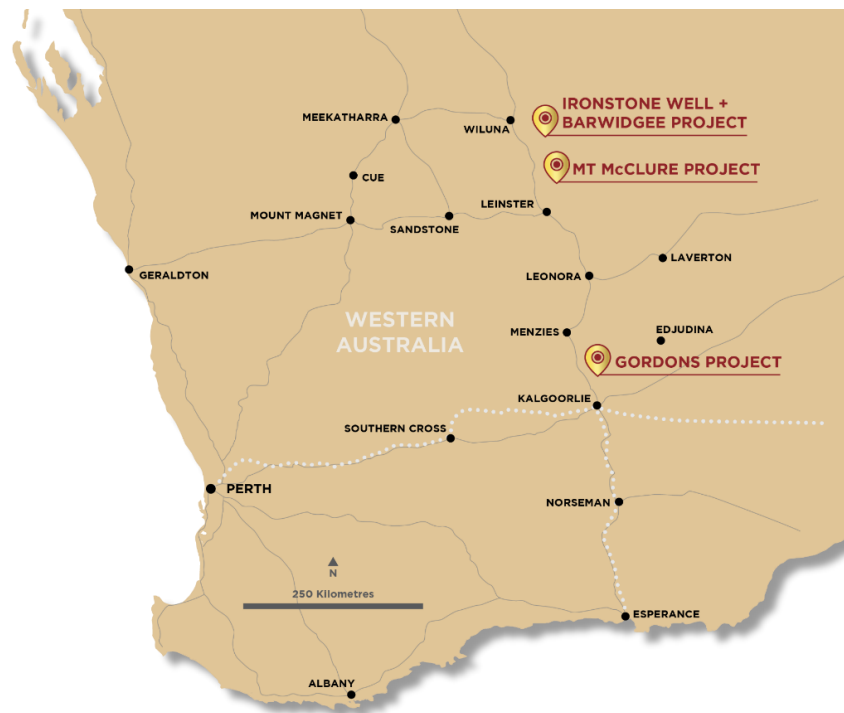 IRONSTONE WELL +
BARWIDGEE PROJECT
MEEKATHARRA
WILUNA
MT McCLURE PROJECT
CUE
LEINSTER
MOUNT MAGNET
SANDSTONE
LAVERTON
GERALDTON
LEONORA
WESTERN
AUSTRALIA
MENZIES
EDJUDINA
GORDONS PROJECT
KALGOORLIE
SOUTHERN CROSS
PERTH
NORSEMAN
N
250 Kilometres
ESPERANCE
ALBANY